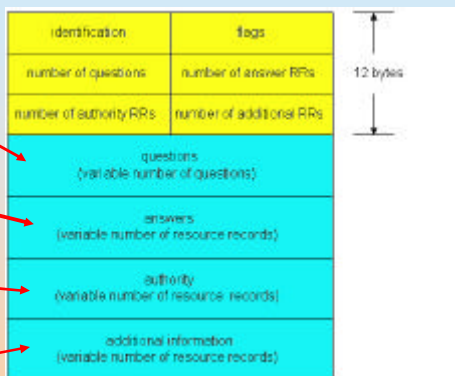 identification flags
number of questions number of answer RRs 12 bytes
number of authority RRs number of additional RRs
questions
(variable number of questions)
answers
(variable number of resource records)
authority
(variable number of resource records)
additional information
(variable number of resource records)